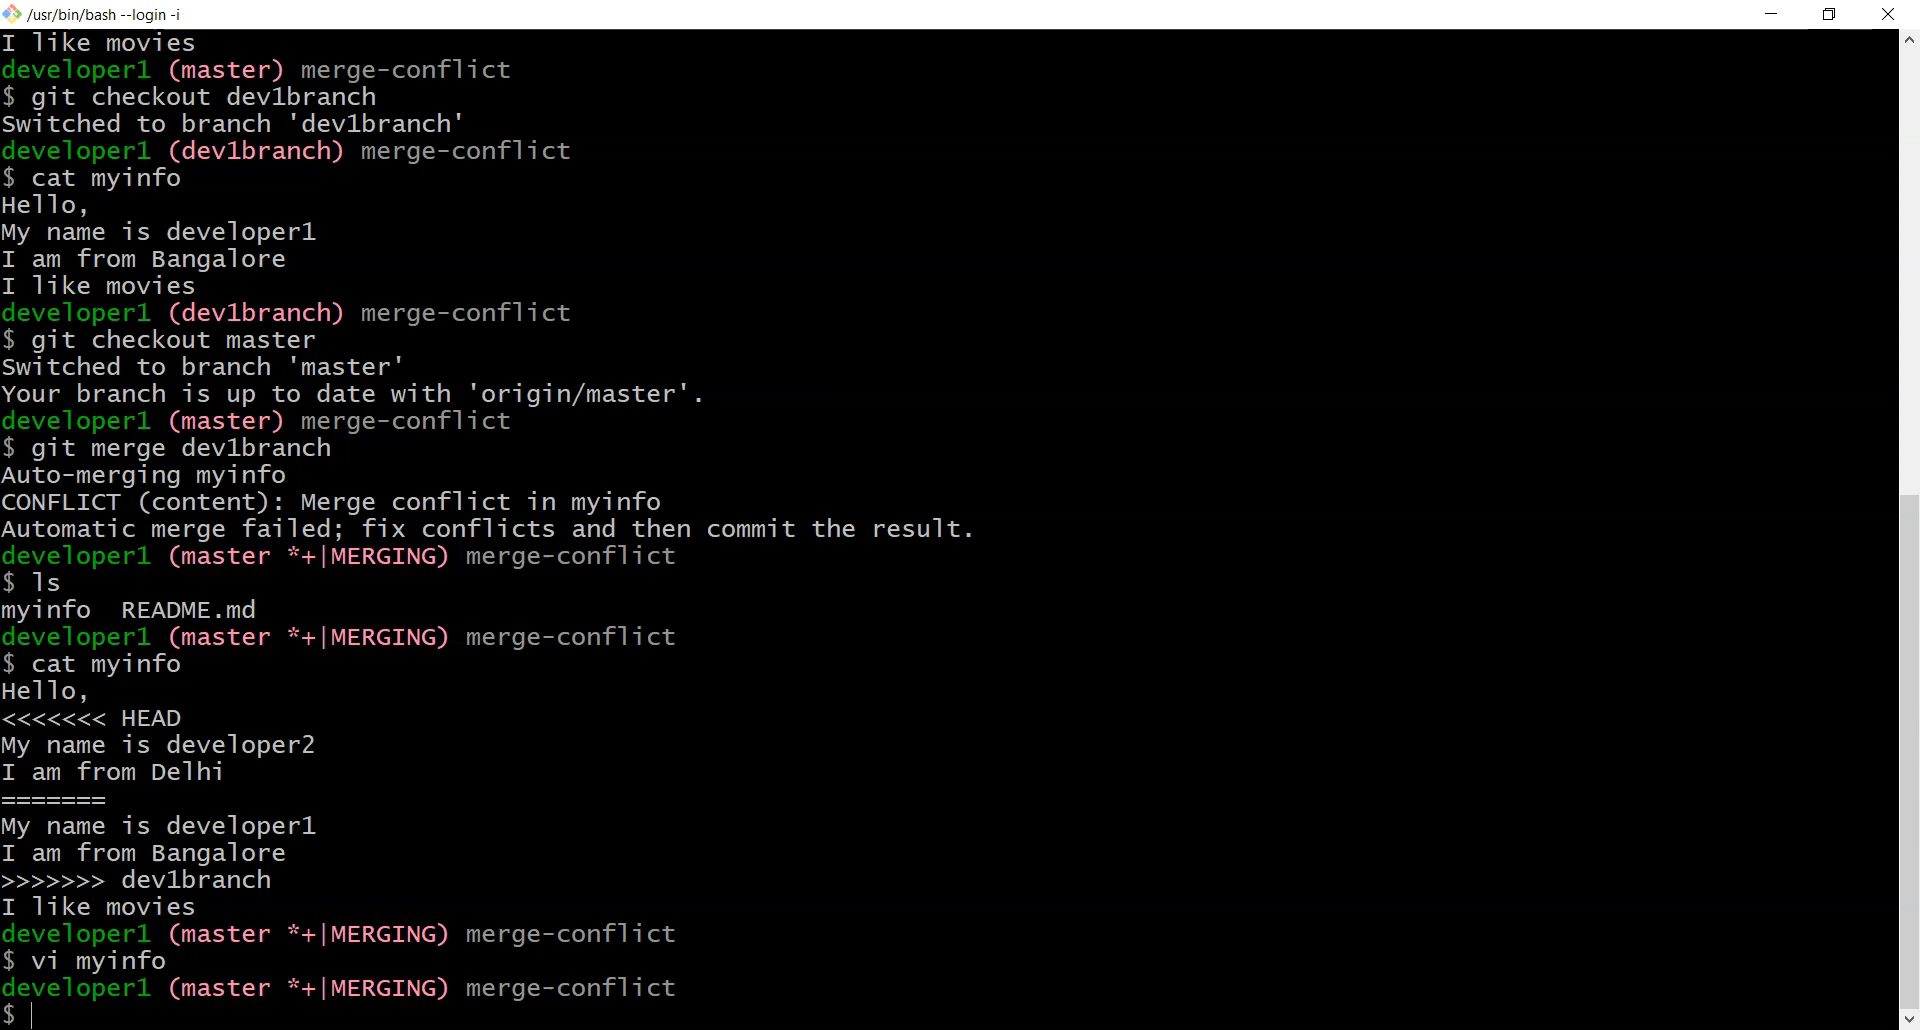 /usr/bin/bash --login -i
I like movies
developer1 (master) merge-conflict
$ git checkout dev1branch
Switched to branch 'dev1branch'
developer1 (dev1branch) merge-conflict
$ cat myinfo
Hello,
My name is developer1
I am from Bangalore
I like movies
developer1 (dev1branch) merge-conflict
$ git checkout master
Switched to branch 'master'
Your branch is up to date with 'origin/master'.
developer1 (master) merge-conflict
$ git merge dev1branch
Auto-merging myinfo
CONFLICT (content): Merge conflict in myinfo
Automatic merge failed; fix conflicts and then commit the result.
developer1 (master *+|MERGING) merge-conflict
$ ls
myinfo  README.md
developer1 (master *+|MERGING) merge-conflict
$ cat myinfo
Hello,
<<<<<<< HEAD
My name is developer2
I am from Delhi
=======
My name is developer1
I am from Bangalore
>>>>>>> dev1branch
I like movies
developer1 (master *+|MERGING) merge-conflict
$ vi myinfo
developer1 (master *+|MERGING) merge-conflict
$